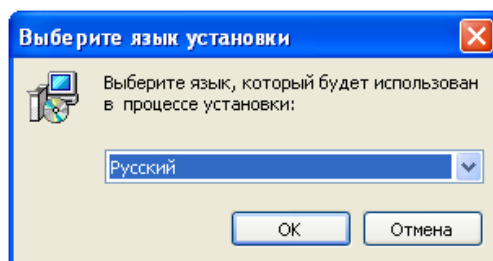 Выберите язык установки
Выберите язык, который будет использован
в процессе установки:
Русский
ОК
Отмена